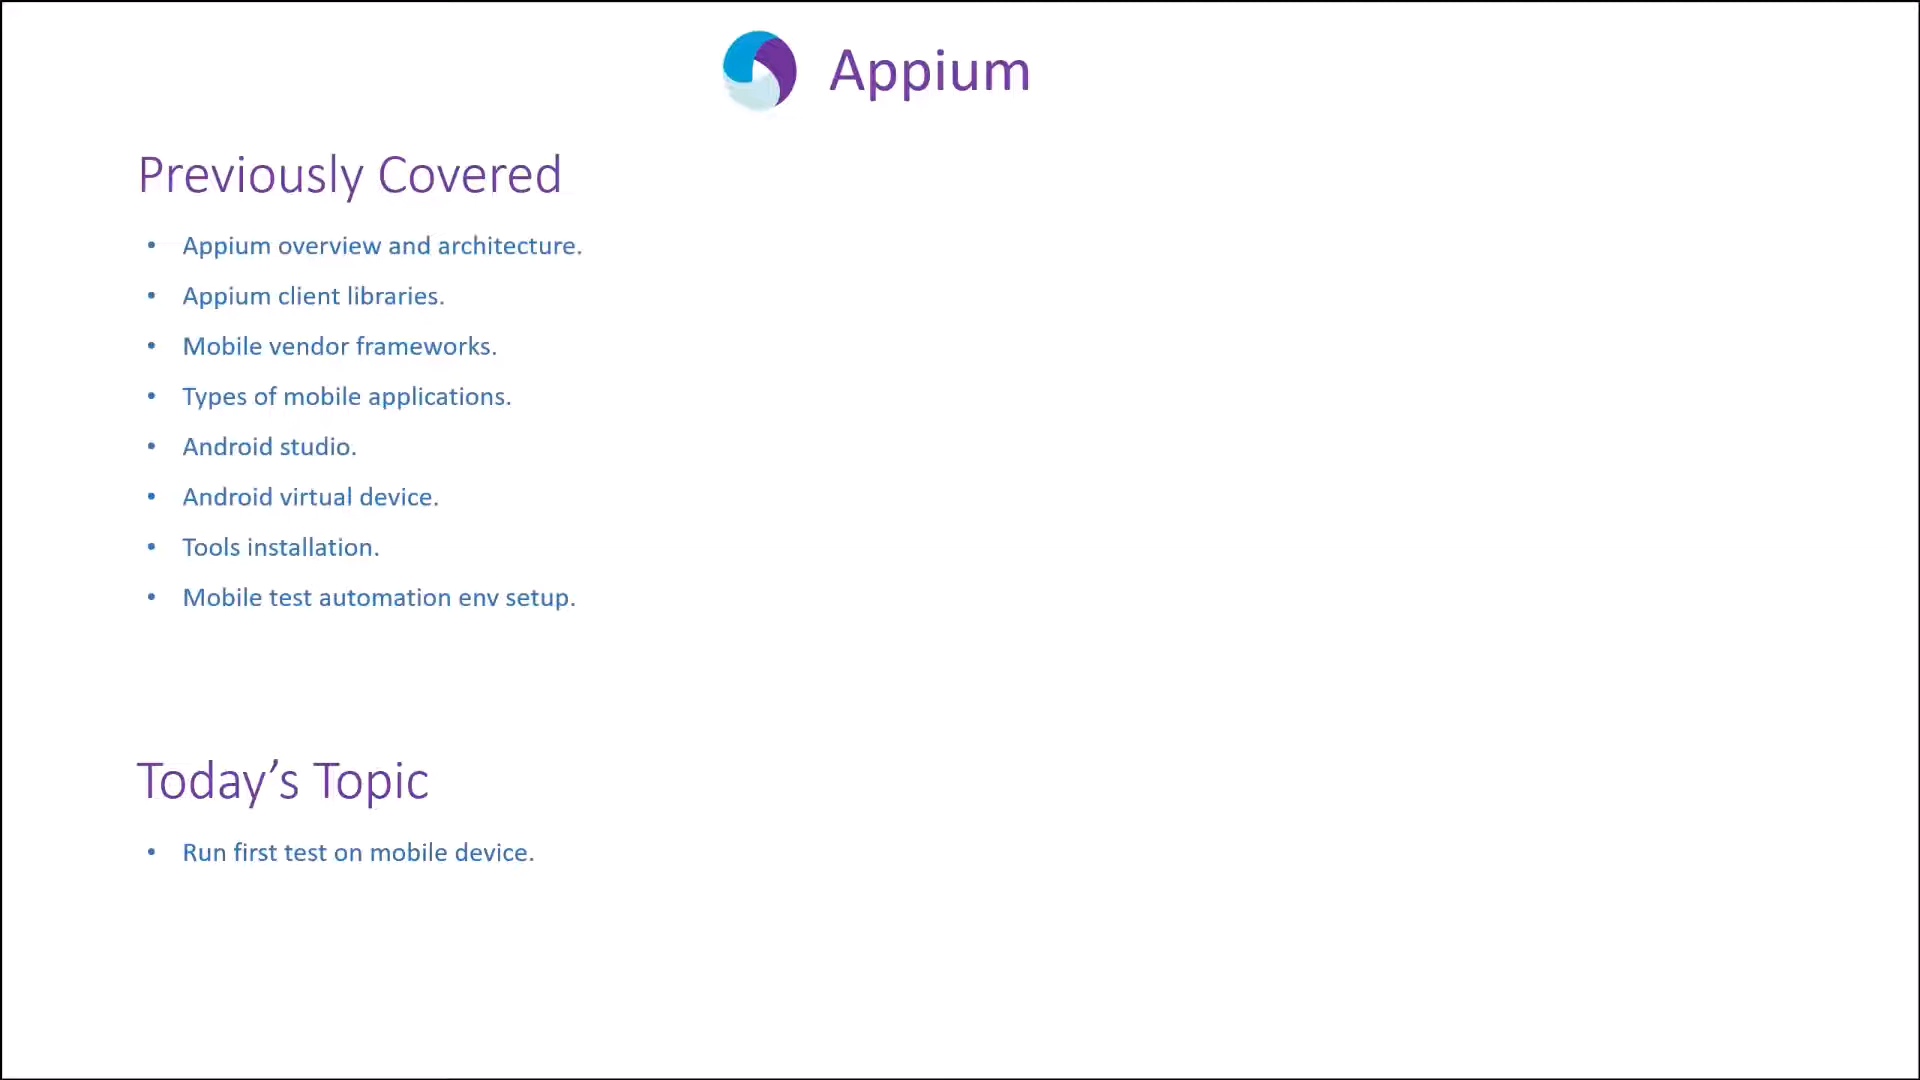 Appium
Previously Covered
• Appium overview and architecture.
• Appium client libraries.
• Mobile vendor frameworks.
• Types of mobile applications.
• Android studio.
• Android virtual device.
• Tools installation.
• Mobile test automation env setup.
Today’s Topic
• Run first test on mobile device.